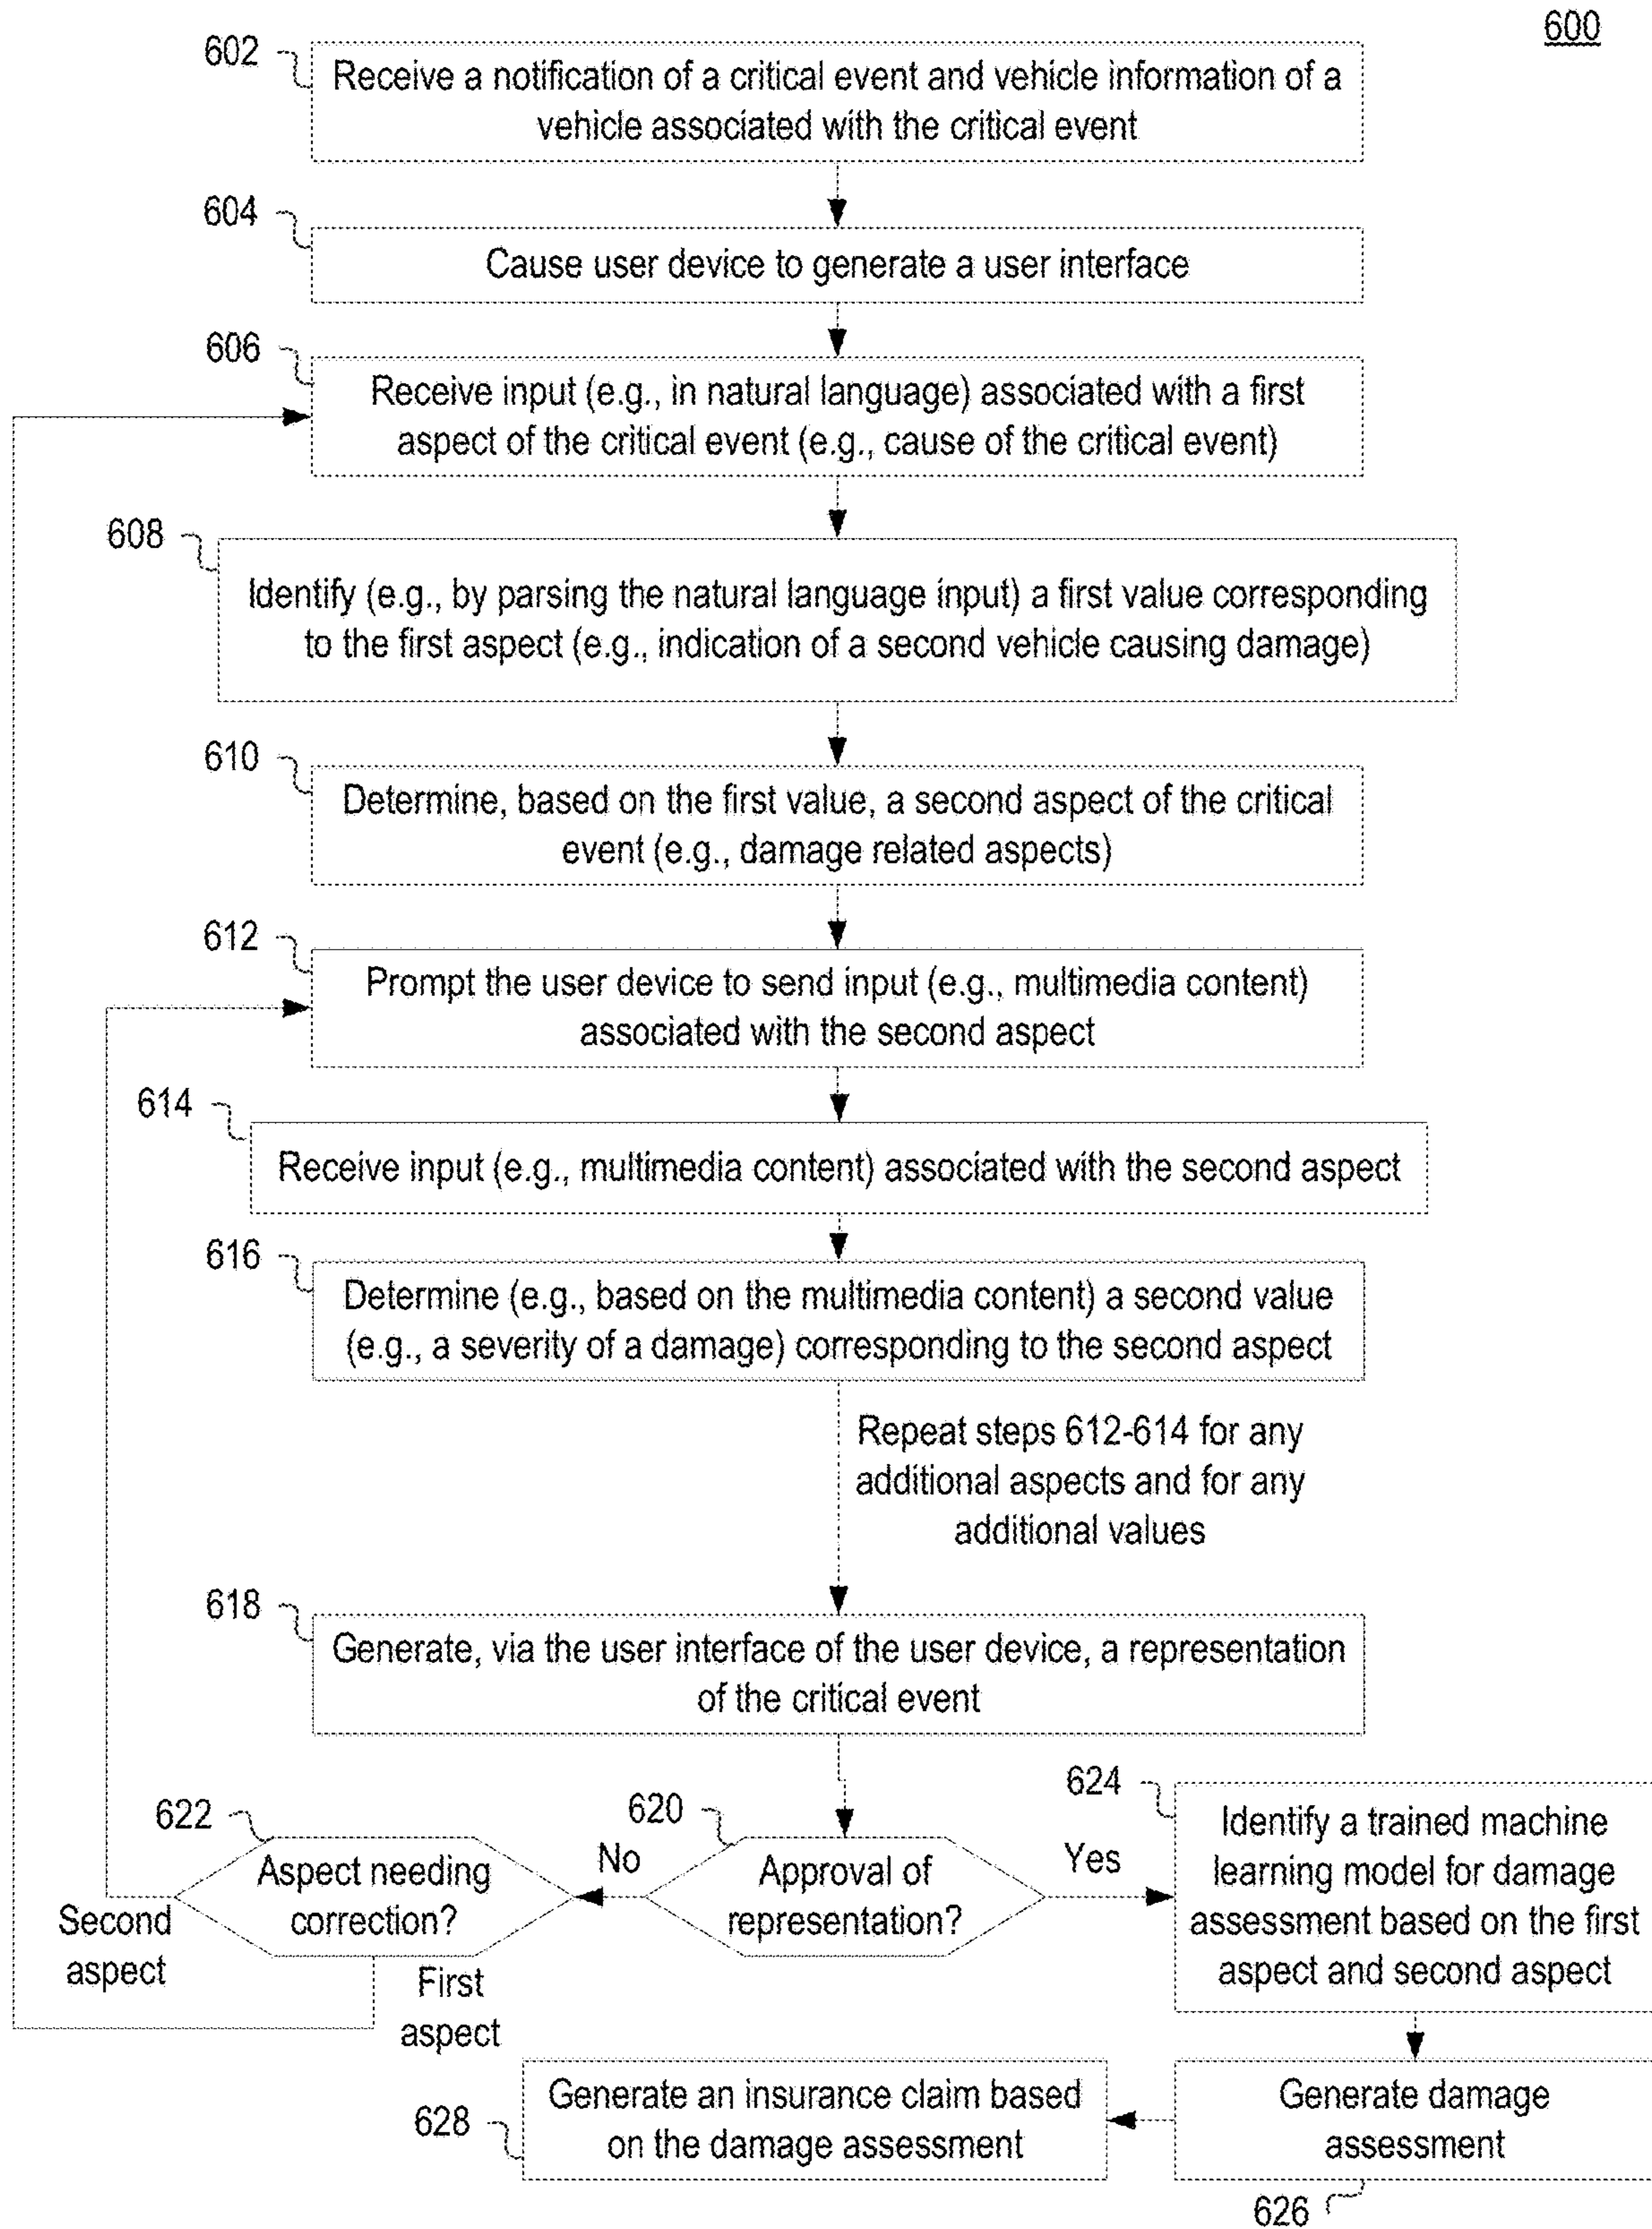 600
602
Receive a notification of a critical event and vehicle information of a
vehicle associated with the critical event
604
Cause user device to generate a user interface
606
Receive input (e.g., in natural language) associated with a first
aspect of the critical event (e.g., cause of the critical event)
608
Identify (e.g., by parsing the natural language input) a first value corresponding
to the first aspect (e.g., indication of a second vehicle causing damage)
610
Determine, based on the first value, a second aspect of the critical
event (e.g., damage related aspects)
612
Prompt the user device to send input (e.g., multimedia content)
associated with the second aspect
614
Receive input (e.g., multimedia content) associated with the second aspect
616
Determine (e.g., based on the multimedia content) a second value
(e.g., a severity of a damage) corresponding to the second aspect
Repeat steps 612-614 for any
additional aspects and for any
additional values
618
Generate, via the user interface of the user device, a representation
of the critical event
620
Approval of
representation?
No
Yes
622
Aspect needing
correction?
Second
aspect
First
aspect
624
Identify a trained machine
learning model for damage
assessment based on the first
aspect and second aspect
Generate damage
assessment
626
628
Generate an insurance claim based
on the damage assessment